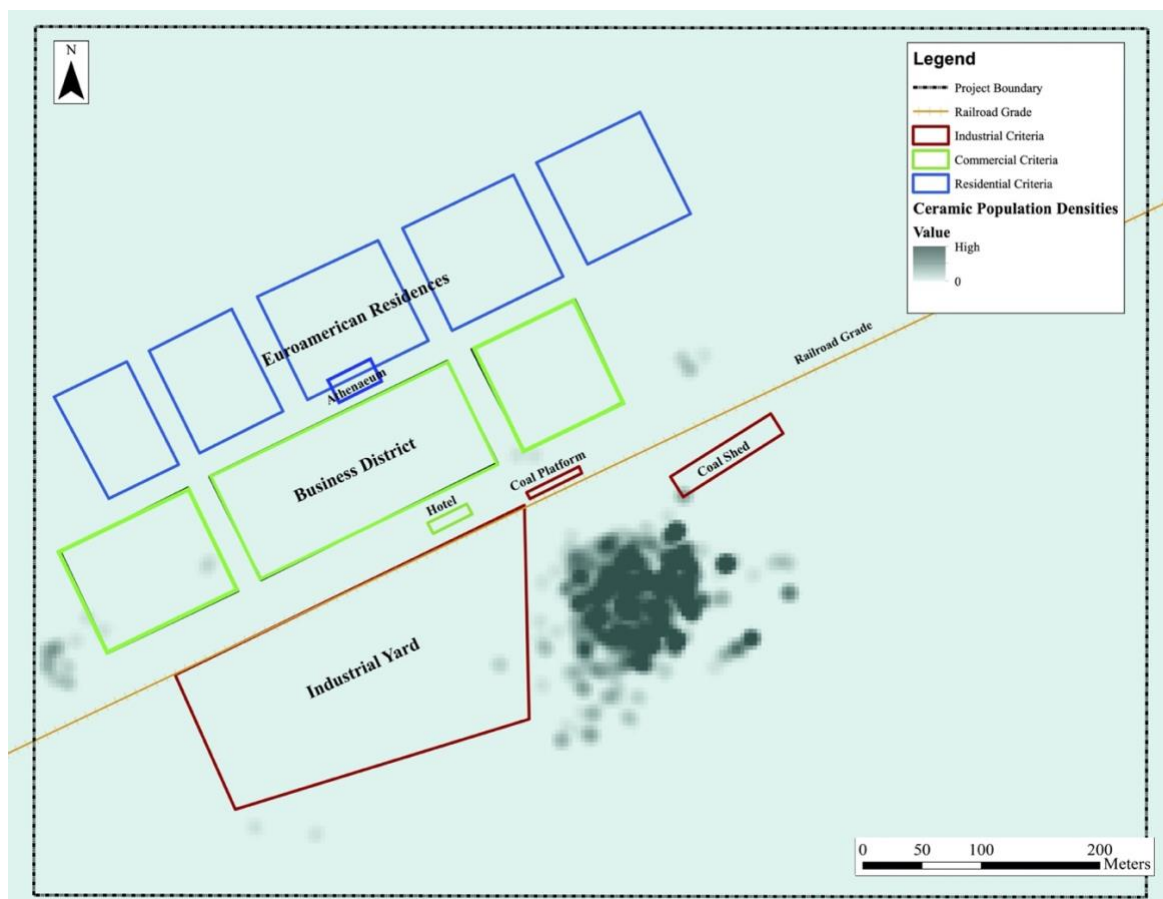 N
Legend
Project Boundary
Railroad Grade
Industrial Criteria
Commercial Criteria
Residential Criteria
Ceramic Population Densities
Value
High
0
Euroamerican Residences
Athenaeum
Business District
Hotel
Coal Platform
Coal Shed
Railroad Grade
Industrial Yard
0 50 100 200
Meters